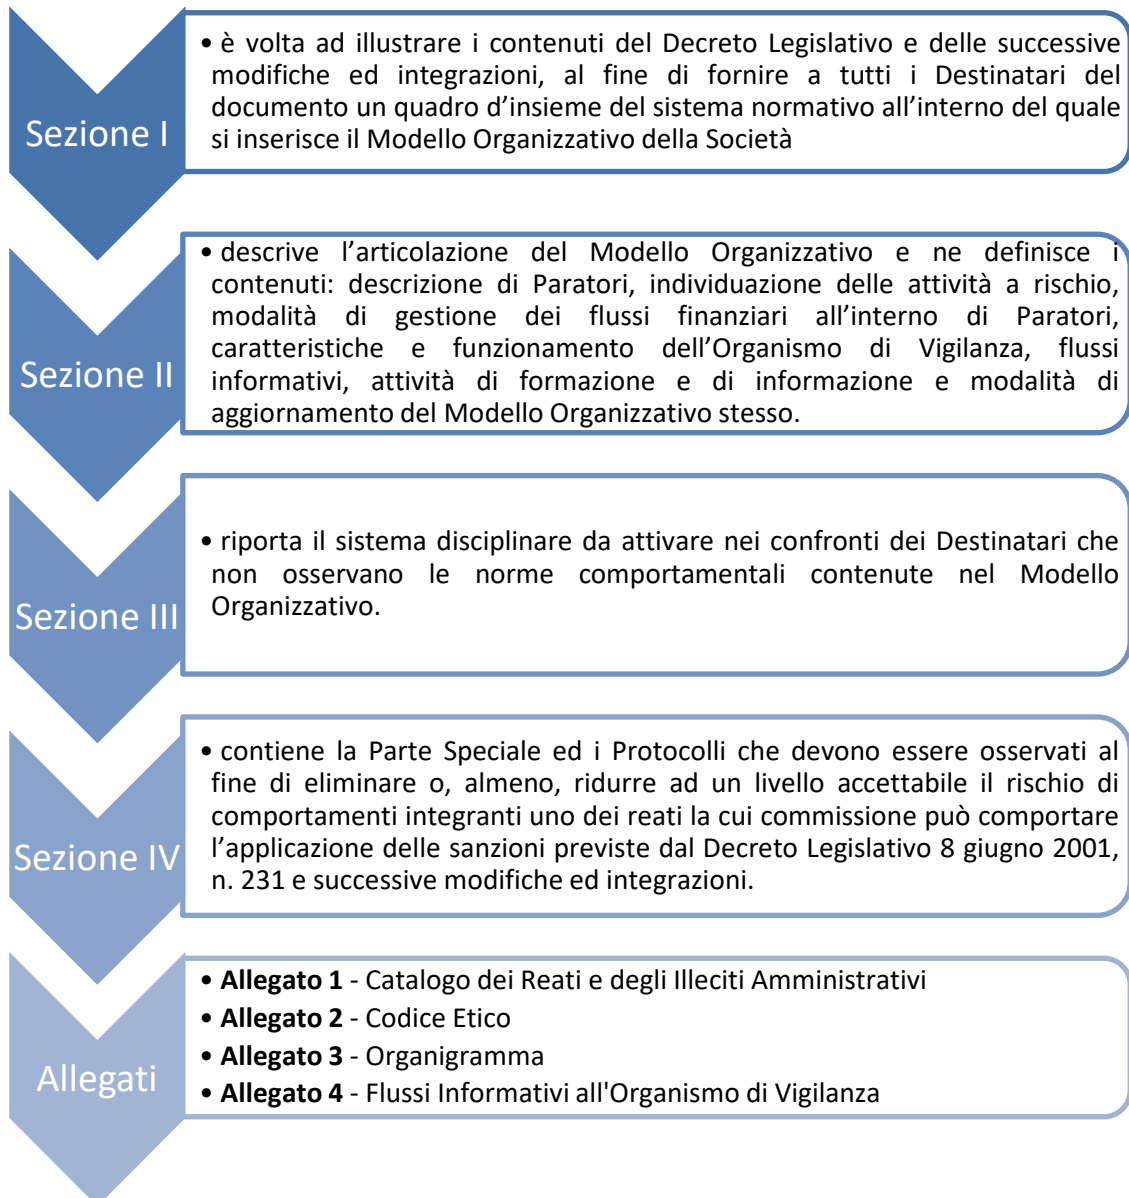 Sezione I
• è volta ad illustrare i contenuti del Decreto Legislativo e delle successive
modifiche ed integrazioni, al fine di fornire a tutti i Destinatari del
documento un quadro d’insieme del sistema normativo all’interno del quale
si inserisce il Modello Organizzativo della Società
Sezione II
• descrive l’articolazione del Modello Organizzativo e ne definisce i
contenuti: descrizione di Paratori, individuazione delle attività a rischio,
modalità di gestione dei flussi finanziari all’interno di Paratori,
caratteristiche e funzionamento dell’Organismo di Vigilanza, flussi
informativi, attività di formazione e di informazione e modalità di
aggiornamento del Modello Organizzativo stesso.
Sezione III
• riporta il sistema disciplinare da attivare nei confronti dei Destinatari che
non osservano le norme comportamentali contenute nel Modello
Organizzativo.
Sezione IV
• contiene la Parte Speciale ed i Protocolli che devono essere osservati al
fine di eliminare o, almeno, ridurre ad un livello accettabile il rischio di
comportamenti integranti uno dei reati la cui commissione può comportare
l’applicazione delle sanzioni previste dal Decreto Legislativo 8 giugno 2001,
n. 231 e successive modifiche ed integrazioni.
Allegati
• Allegato 1 - Catalogo dei Reati e degli Illeciti Amministrativi
• Allegato 2 - Codice Etico
• Allegato 3 - Organigramma
• Allegato 4 - Flussi Informativi all'Organismo di Vigilanza